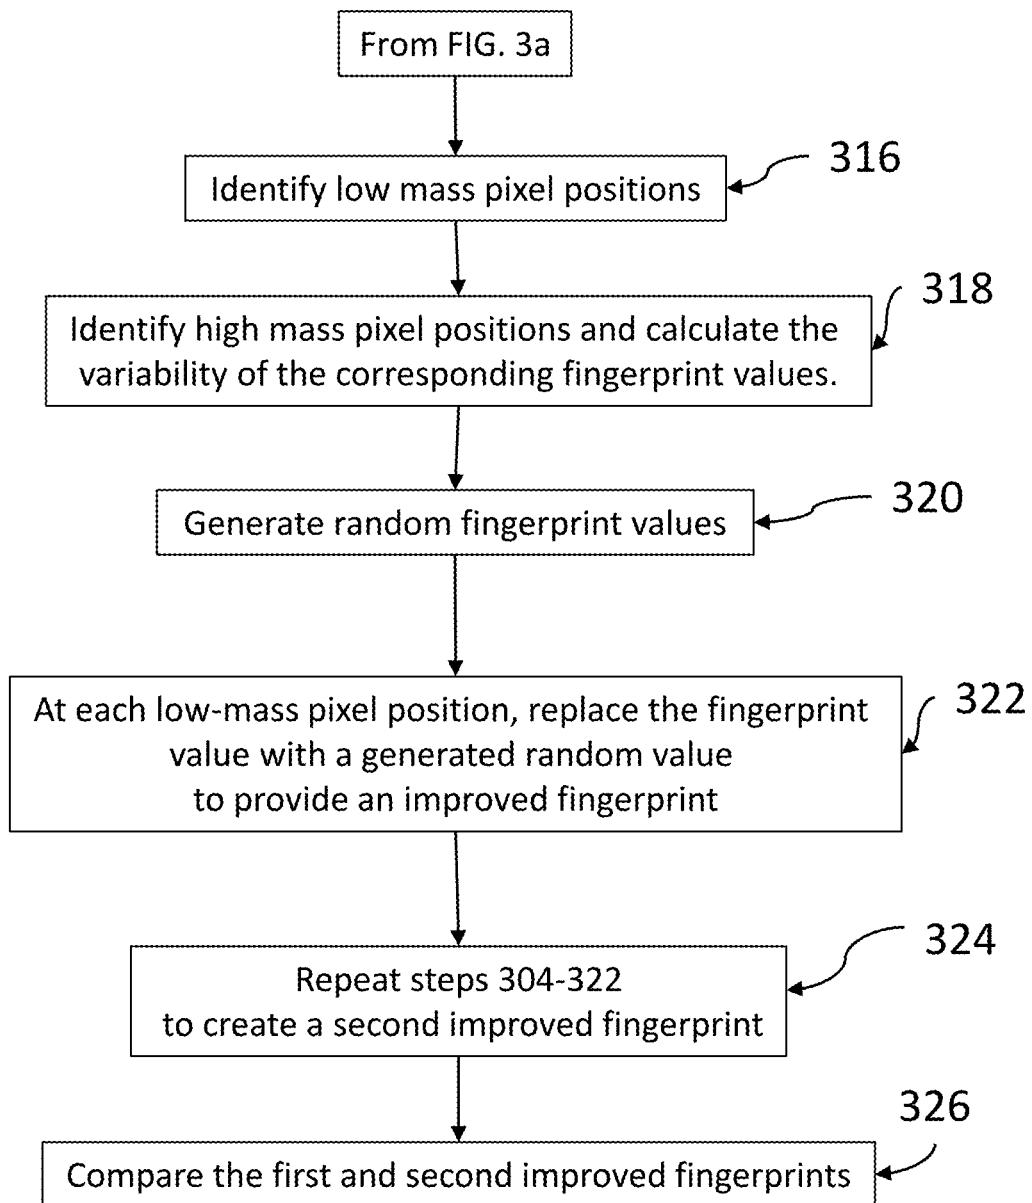 From FIG. 3a
316
Identify low mass pixel positions
318
Identify high mass pixel positions and calculate the
variability of the corresponding fingerprint values.
320
Generate random fingerprint values
322
At each low-mass pixel position, replace the fingerprint
value with a generated random value
to provide an improved fingerprint
324
Repeat steps 304-322
to create a second improved fingerprint
326
Compare the first and second improved fingerprints